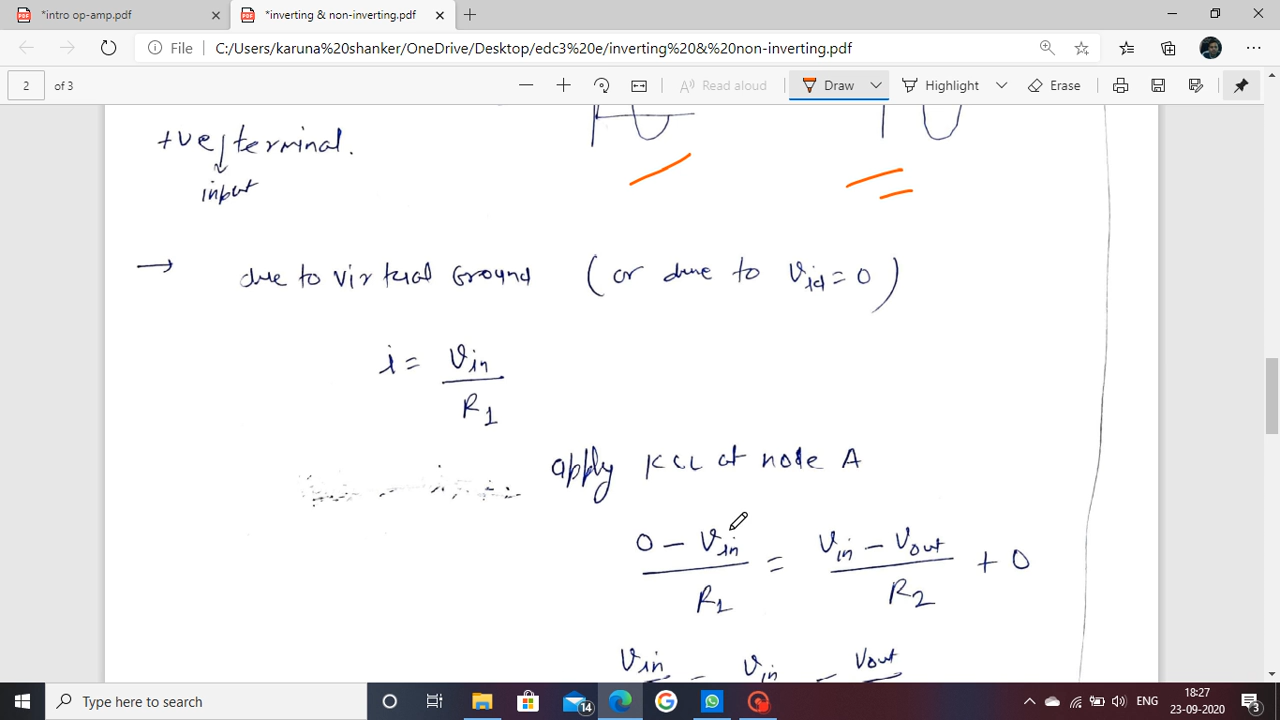 *intro op-amp.pdf
*inverting & non-inverting.pdf
File
C:/Users/karuna%20shanker/OneDrive/Desktop/edc3%20e/inverting%20&%20non-inverting.pdf
2 of 3
Read aloud
Draw
Highlight
Erase
+ve terminal.
input
→ due to virtual Ground (or due to Vid = 0)
i = Vin
R1
apply KCL at node A
0 - Vin = Vin - Vout + 0
R1 R2
Vin = Vin - Vout
Type here to search
14
ENG
18:27
23-09-2020
3